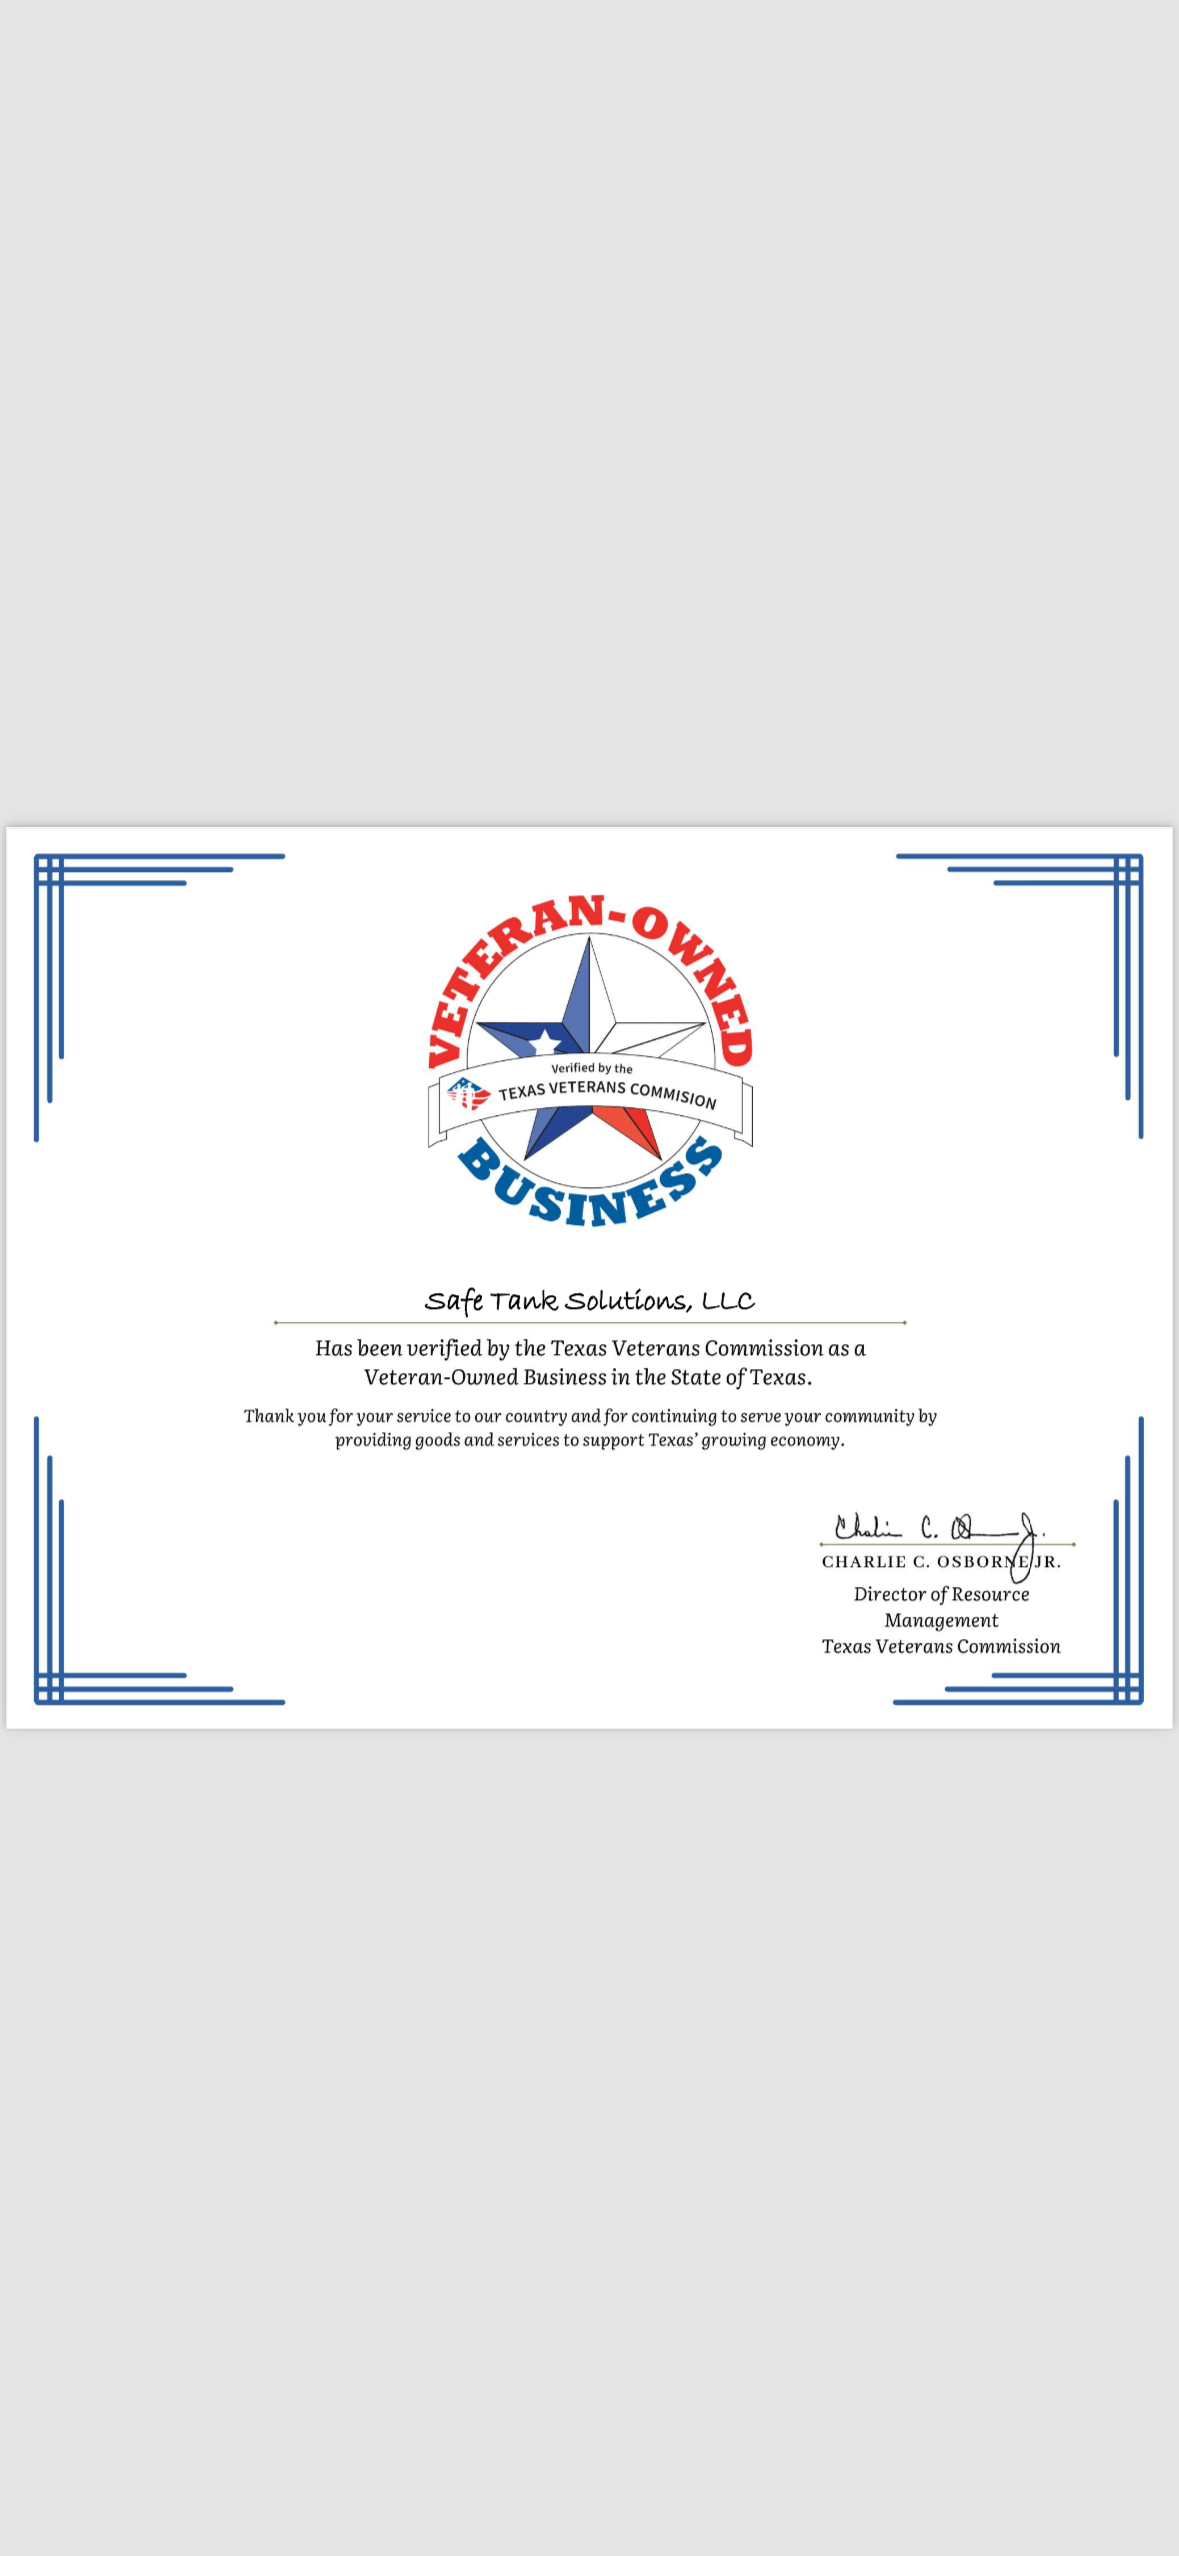 VETERAN-OWNED
Verified by the
TEXAS VETERANS COMMISION
BUSINESS
Safe Tank Solutions, LLC
Has been verified by the Texas Veterans Commission as a
Veteran-Owned Business in the State of Texas.
Thank you for your service to our country and for continuing to serve your community by
providing goods and services to support Texas’ growing economy.
CHARLIE C. OSBORNE JR.
Director of Resource
Management
Texas Veterans Commission